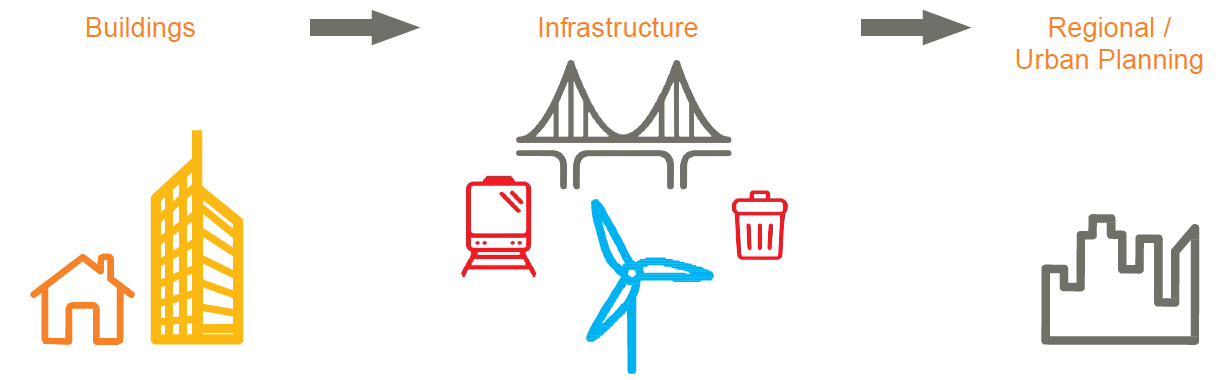 Buildings
Infrastructure
Regional /
Urban Planning